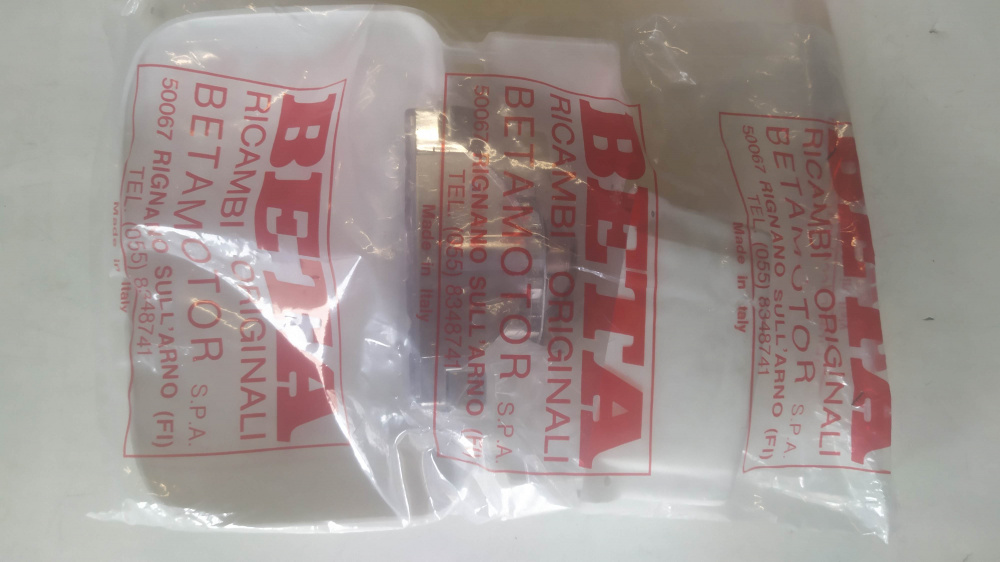 BETA
RICAMBI ORIGINALI
BETAMOTOR S.P.A.
50067 RIGNANO SULL'ARNO (FI)
TEL. (055) 8348741
Made in Italy
BETA
RICAMBI ORIGINALI
BETAMOTOR S.P.A.
50067 RIGNANO SULL'ARNO (FI)
TEL. (055) 8348741
Made in Italy
BETA
RICAMBI ORIGINALI
BETAMOTOR S.P.A.
50067 RIGNANO SULL'ARNO (FI)
TEL. (055) 8348741
Made in Italy